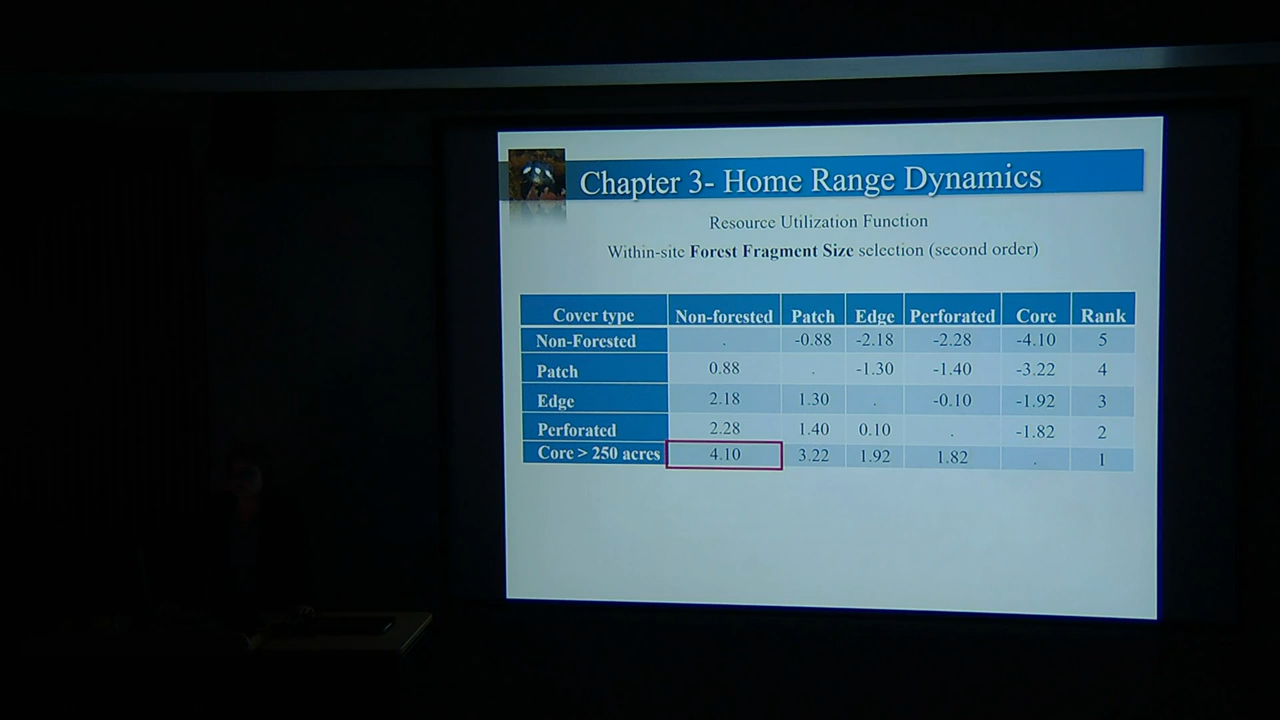 Chapter 3- Home Range Dynamics
Resource Utilization Function
Within-site Forest Fragment Size selection (second order)
Cover type Non-forested Patch Edge Perforated Core Rank
Non-Forested . -0.88 -2.18 -2.28 -4.10 5
Patch 0.88 . -1.30 -1.40 -3.22 4
Edge 2.18 1.30 . -0.10 -1.92 3
Perforated 2.28 1.40 0.10 . -1.82 2
Core > 250 acres 4.10 3.22 1.92 1.82 . 1